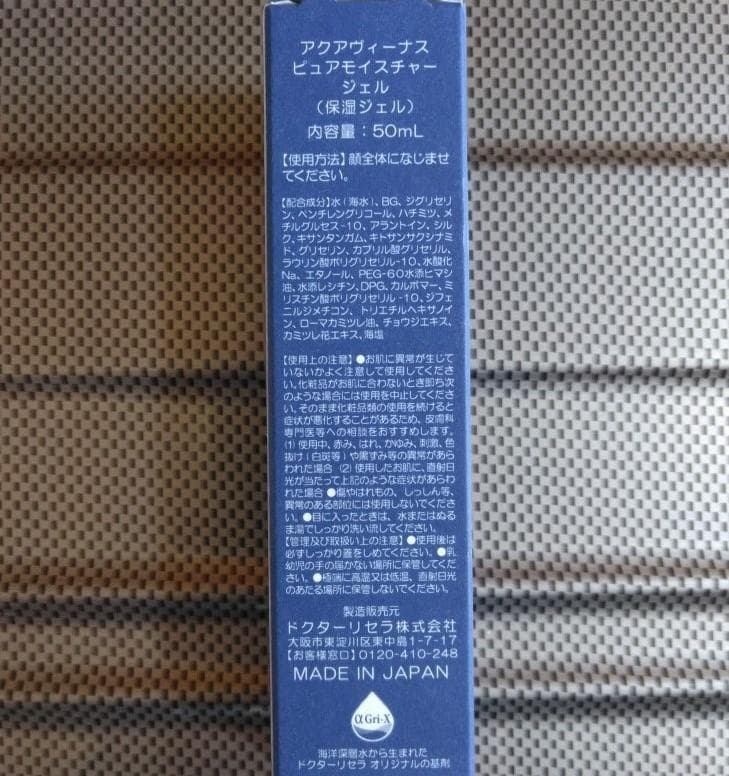 アクアヴィーナス
ピュアモイスチャー
ジェル
（保湿ジェル）
内容量：50mL
【使用方法】顔全体になじませ
てください。
【配合成分】水（海水）、BG、ジグリセリ
ン、ペンチレングリコール、ハチミツ、メ
チルグルセス-10、アラントイン、シル
ク、キサンタンガム、キトサンサクシナミ
ド、グリセリン、カプリル酸グリセリル、
ラウリン酸ポリグリセリル-10、水酸化
Na、エタノール、PEG-60水添ヒマシ
油、水添レシチン、DPG、カルボマー、ミ
リスチン酸ポリグリセリル-10、ジフェ
ニルジメチコン、トリエチルヘキサノイ
ン、ローマカミツレ油、チョウジエキス、
カミツレ花エキス、海塩
【使用上の注意】●お肌に異常が生じて
いないかよく注意して使用してくださ
い。化粧品がお肌に合わないとき即ち次
のような場合には使用を中止してくださ
い。そのまま化粧品類の使用を続けると
症状が悪化することがあるため、皮膚科
専門医等への相談をおすすめします。
(1) 使用中、赤み、はれ、かゆみ、刺激、色
抜け（白斑等）や黒ずみ等の異常があら
われた場合 (2) 使用したお肌に、直射日
光が当たって上記のような症状があらわ
れた場合 ●傷やはれもの、しっしん等、
異常のある部位には使用しないでくださ
い。●目に入ったときは、水またはぬる
ま湯でしっかり洗い流してください。
【管理及び取扱い上の注意】●使用後は
必ずしっかり蓋をしめてください。●乳
幼児の手の届かない場所に保管してくだ
さい。●極端に高温又は低温、直射日光
のあたる場所に保管しないでください。
製造販売元
ドクターリセラ株式会社
大阪市東淀川区東中島1-7-17
【お客様窓口】0120-410-248
MADE IN JAPAN
α Gri-X
海洋深層水から生まれた
ドクターリセラ オリジナルの基剤